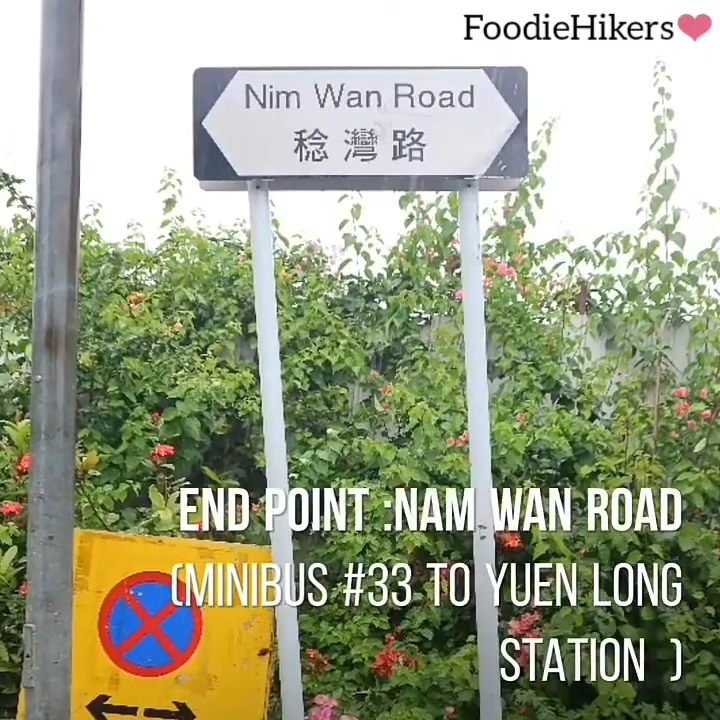 FoodieHikers❤
Nim Wan Road
稔灣路
END POINT :NAM WAN ROAD
(MINIBUS #33 TO YUEN LONG
STATION )